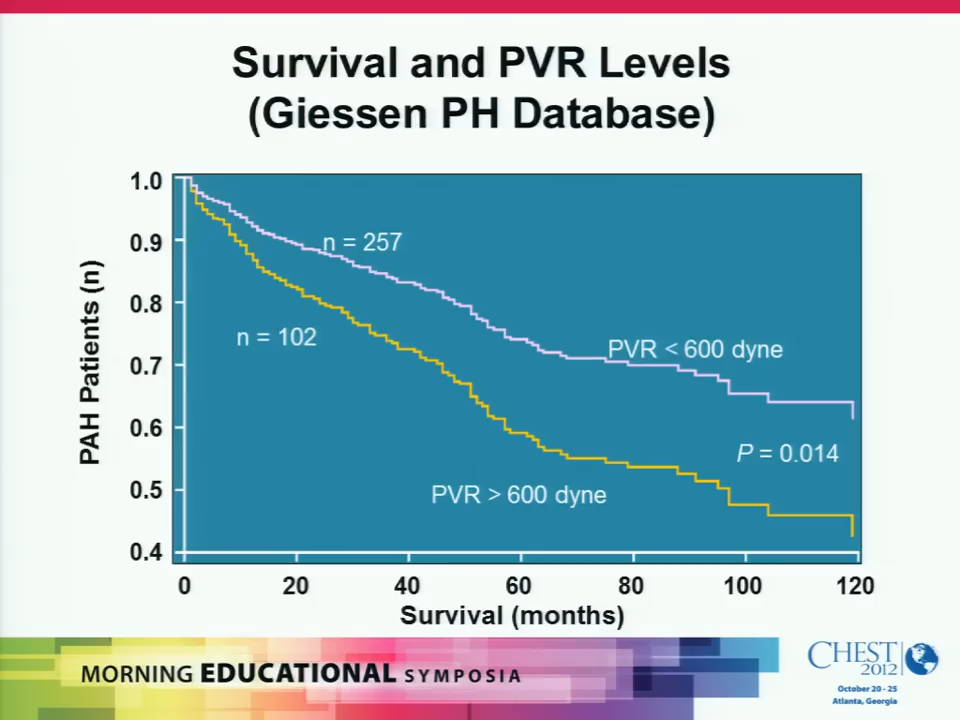 Survival and PVR Levels
(Giessen PH Database)
PAH Patients (n)
1.0
0.9
0.8
0.7
0.6
0.5
0.4
n = 257
n = 102
PVR < 600 dyne
P = 0.014
PVR > 600 dyne
0 20 40 60 80 100 120
Survival (months)
MORNING EDUCATIONAL SYMPOSIA
CHEST
2012
October 20 - 25
Atlanta, Georgia